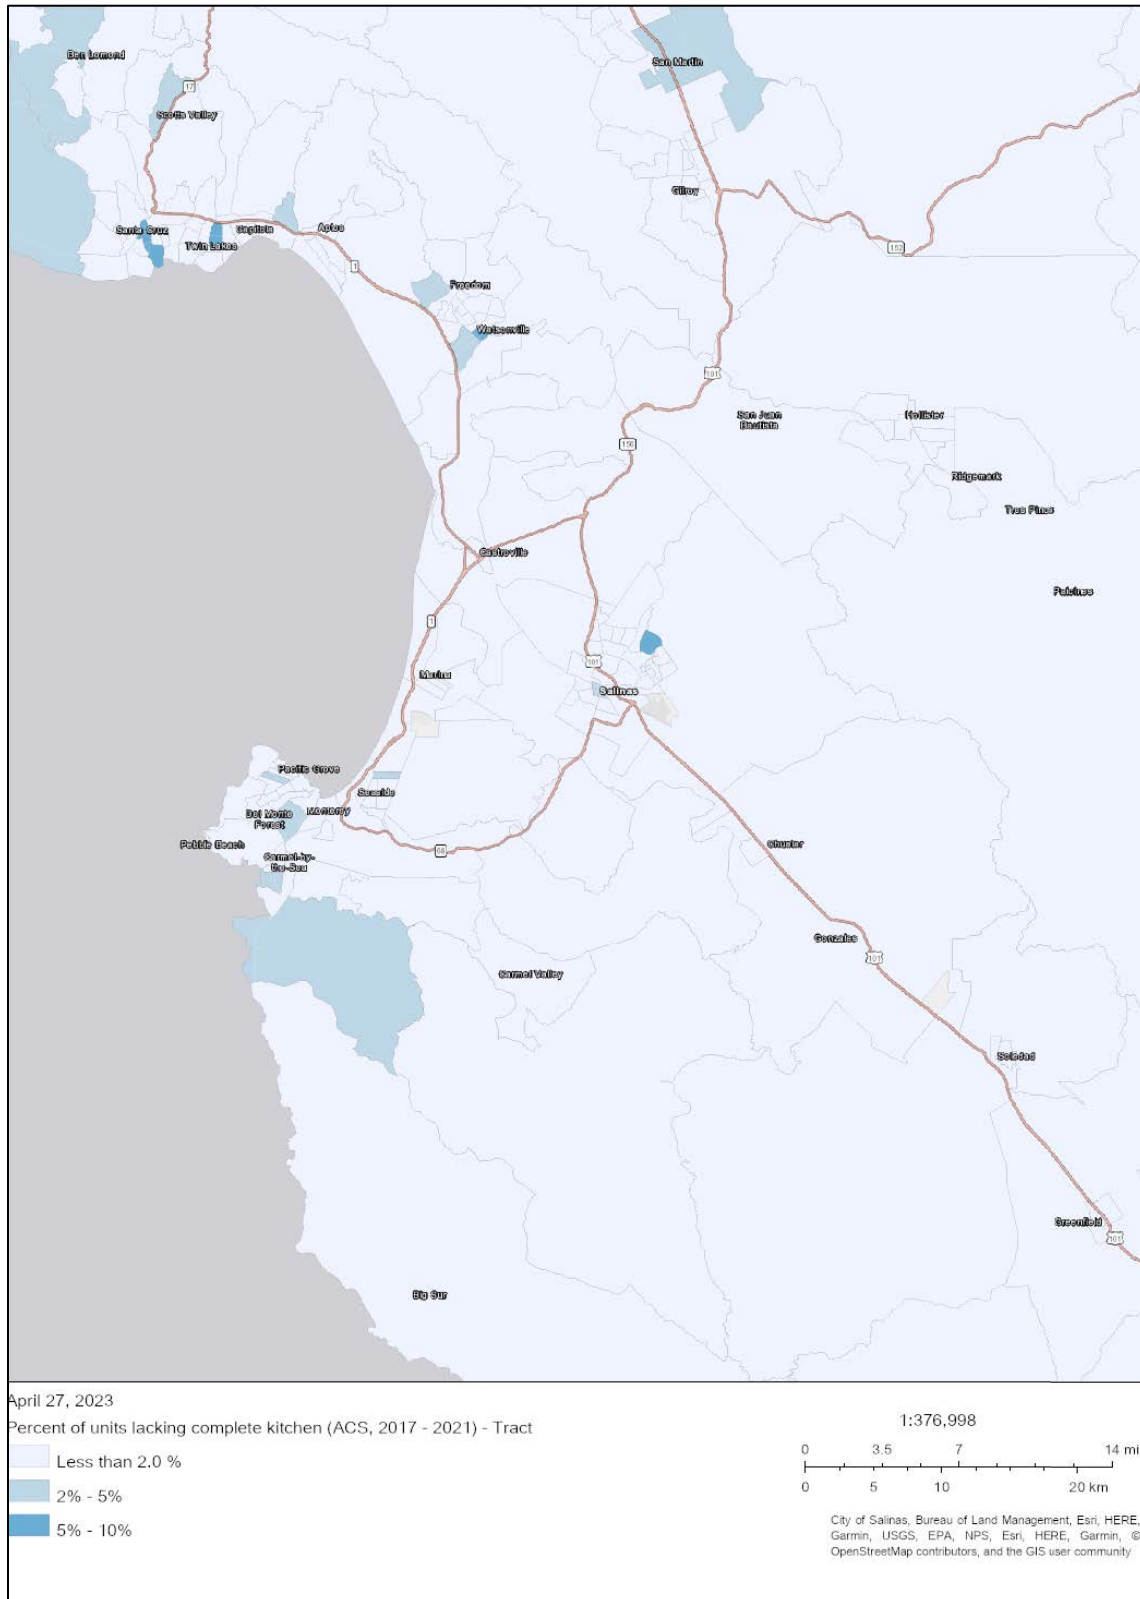 Ben Lomond
San Martin
17
Scotts Valley
Gilroy
Santa Cruz
Capitola
Aptos
Twin Lakes
152
1
Freedom
Watsonville
101
San Juan
Bautista
Hollister
156
Ridgemark
Tres Pinos
Castroville
Paicines
1
101
Marina
Salinas
Pacific Grove
Seaside
Del Monte
Forest
Monterey
Pebble Beach
Carmel-by-
the-Sea
68
Chualar
Gonzales
101
Carmel Valley
Soledad
Greenfield
101
Big Sur
April 27, 2023
Percent of units lacking complete kitchen (ACS, 2017 - 2021) - Tract
Less than 2.0 %
2% - 5%
5% - 10%
1:376,998
0 3.5 7 14 mi
0 5 10 20 km
City of Salinas, Bureau of Land Management, Esri, HERE,
Garmin, USGS, EPA, NPS, Esri, HERE, Garmin, ©
OpenStreetMap contributors, and the GIS user community